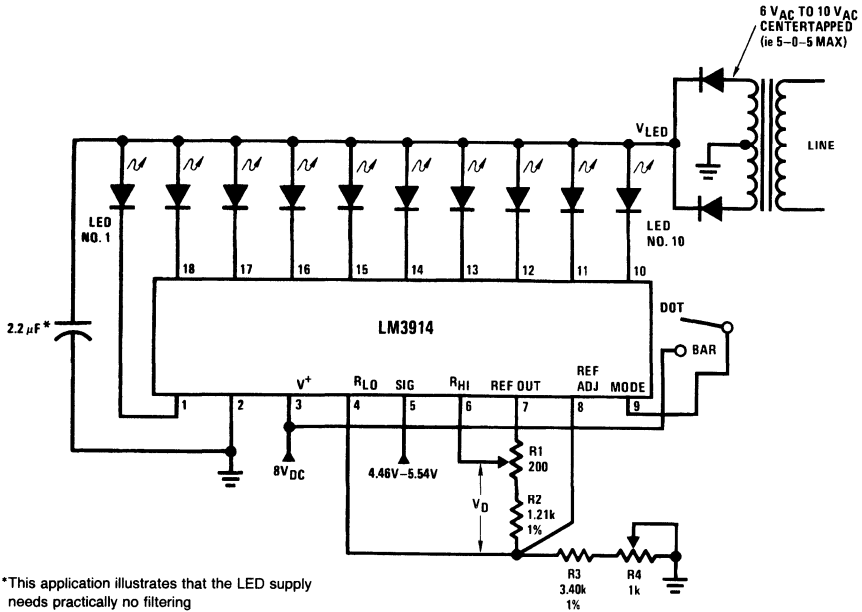 6 VAC TO 10 VAC
CENTERTAPPED
(ie 5–0–5 MAX)
VLED
LINE
LED
NO. 1
LED
NO. 10
18 17 16 15 14 13 12 11 10
2.2 μF*
LM3914
DOT
BAR
V+
RLO
SIG
RHI
REF OUT
REF
ADJ
MODE
1 2 3 4 5 6 7 8 9
8VDC
4.46V–5.54V
R1
200
VD
R2
1.21k
1%
R3
3.40k
1%
R4
1k
*This application illustrates that the LED supply
needs practically no filtering